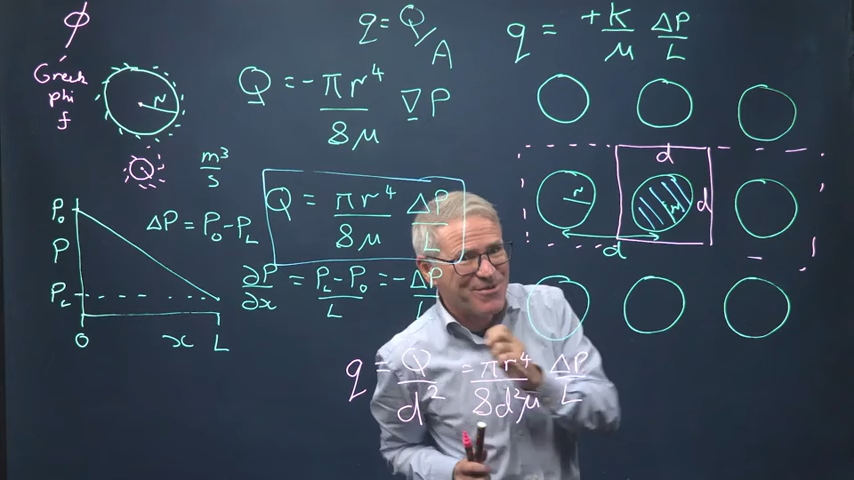 ϕ
Greek
phi
f
r
Q
m³/s
q = Q/A
Q = -πr⁴/8μ ∇P
Q = πr⁴/8μ ΔP/L
q = +k/μ ΔP/L
d
r
r
d
d
P₀
P
P_L
0
x
L
ΔP = P₀ - P_L
∂P/∂x = P_L - P₀/L = -ΔP/L
q = Q/d² = πr⁴/8d²μ ΔP/L